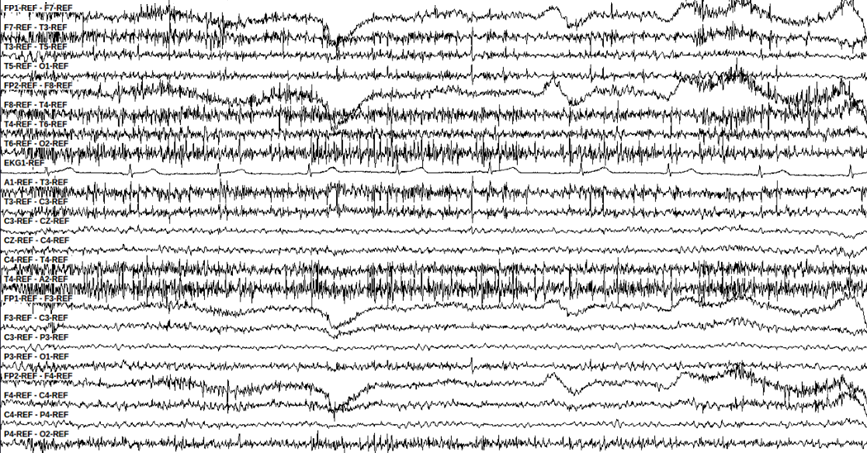 FP1-REF - F7-REF
F7-REF - T3-REF
T3-REF - T5-REF
T5-REF - O1-REF
FP2-REF - F8-REF
F8-REF - T4-REF
T4-REF - T6-REF
T6-REF - O2-REF
EKG1-REF
A1-REF - T3-REF
T3-REF - C3-REF
C3-REF - CZ-REF
CZ-REF - C4-REF
C4-REF - T4-REF
T4-REF - A2-REF
FP1-REF - F3-REF
F3-REF - C3-REF
C3-REF - P3-REF
P3-REF - O1-REF
FP2-REF - F4-REF
F4-REF - C4-REF
C4-REF - P4-REF
P4-REF - O2-REF